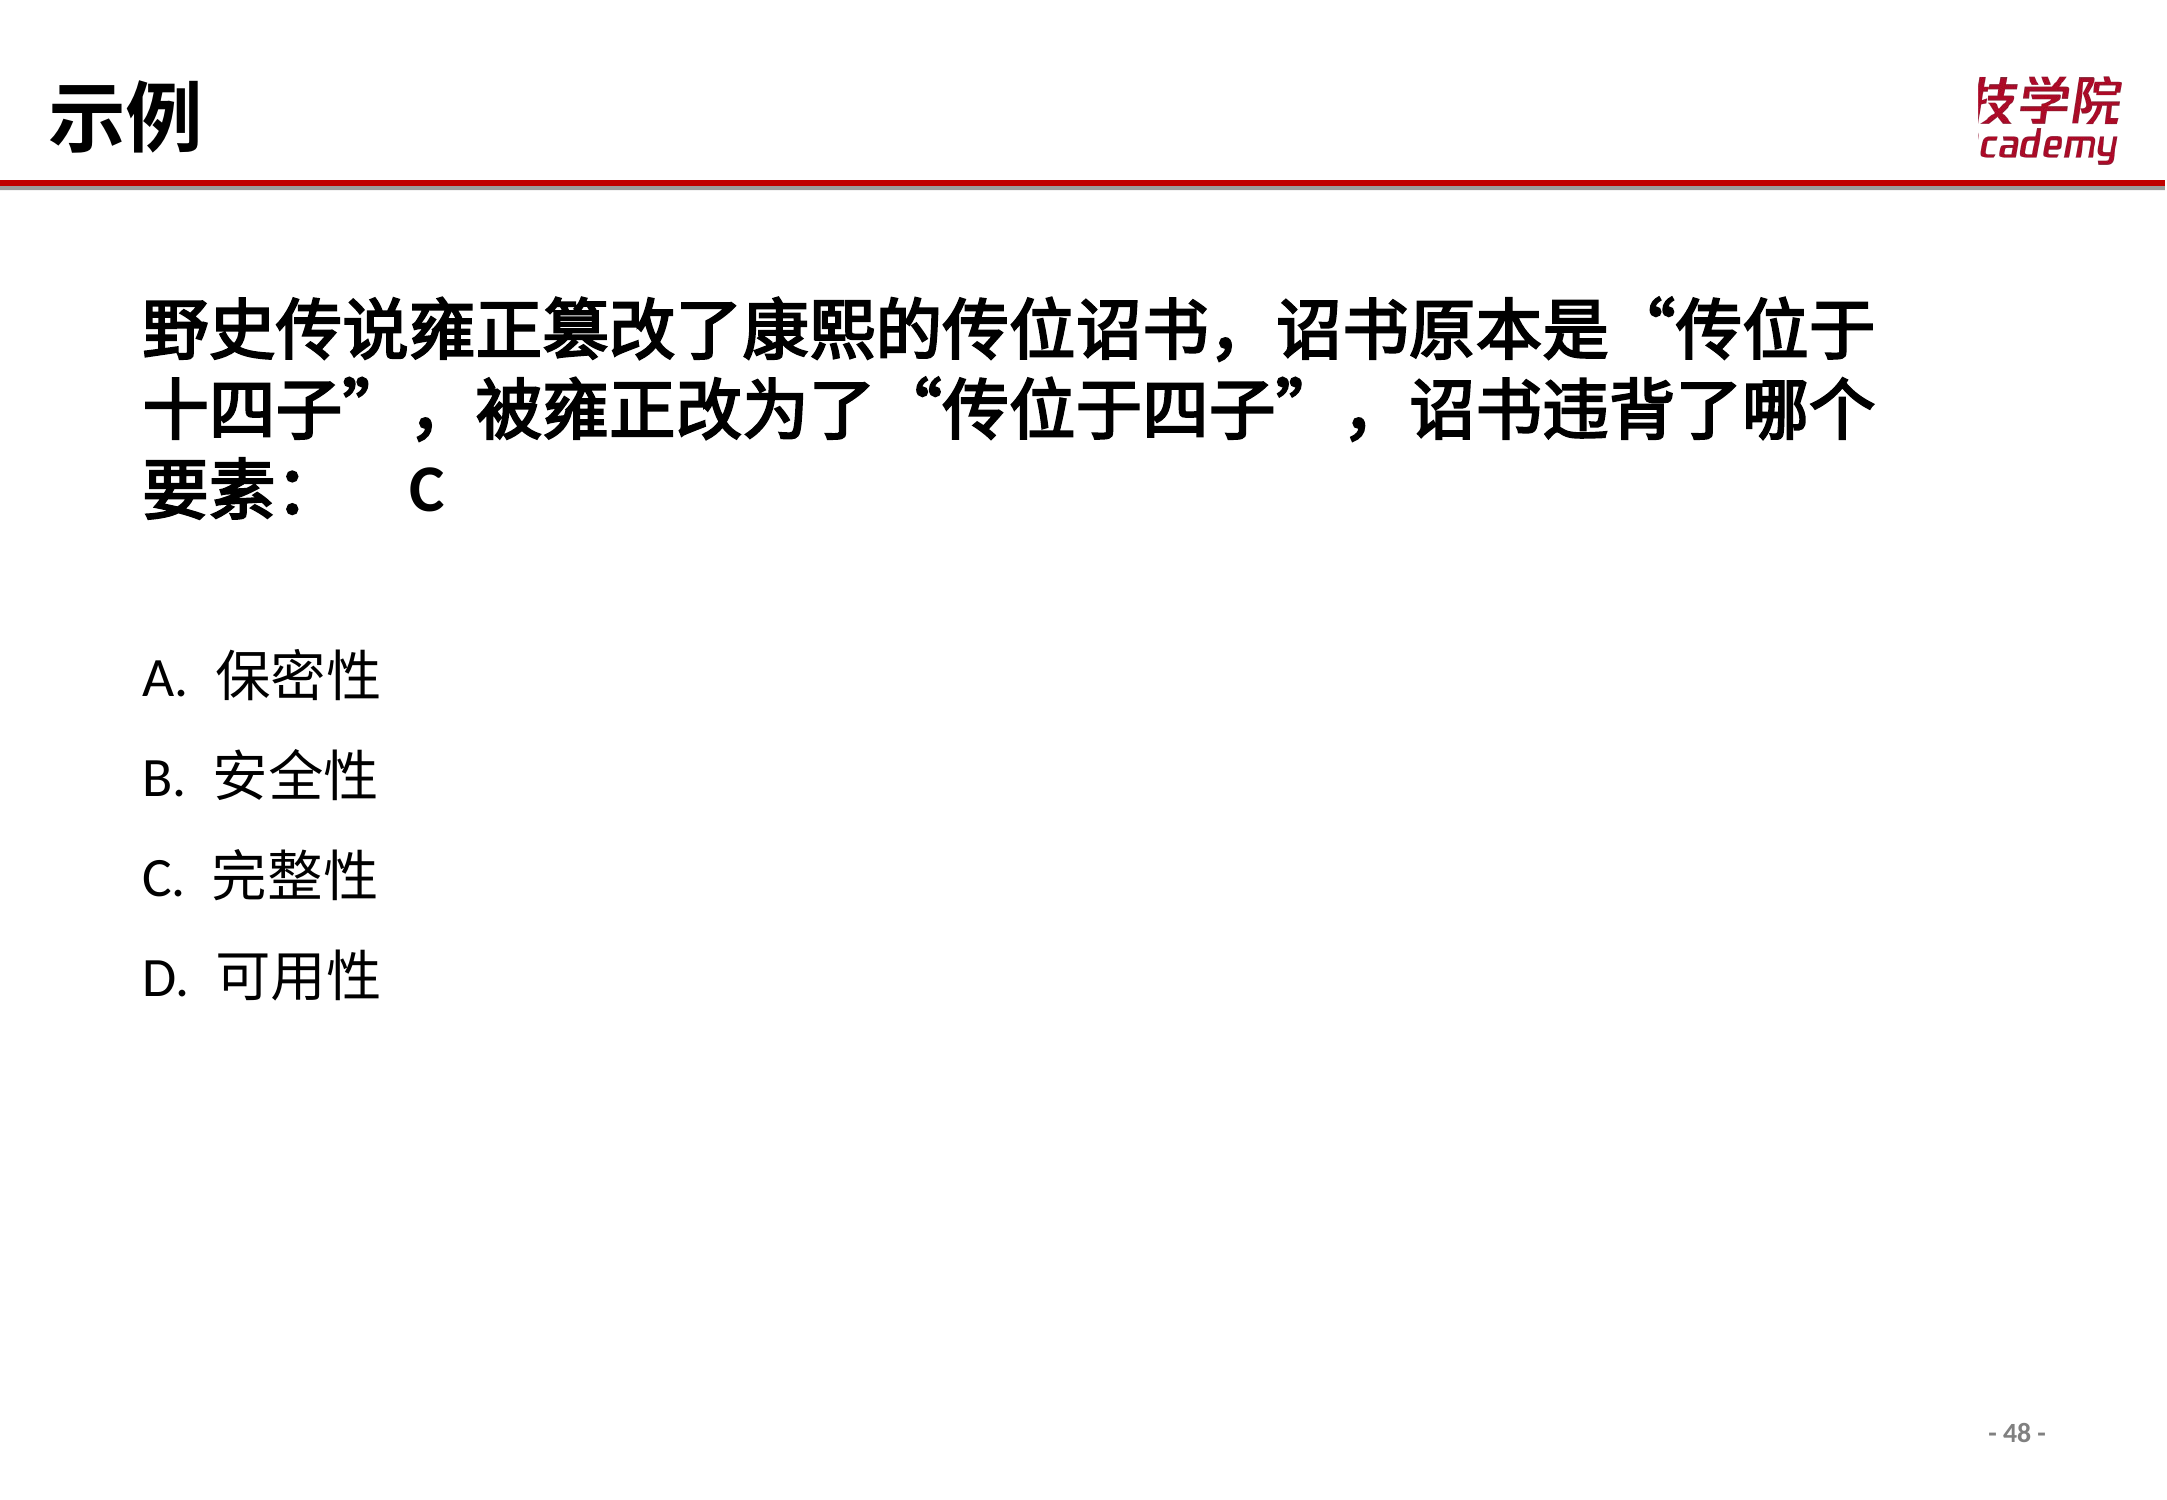 示例
技学院
cademy
野史传说雍正篡改了康熙的传位诏书，诏书原本是“传位于
十四子”，被雍正改为了“传位于四子”，诏书违背了哪个
要素： C
A. 保密性
B. 安全性
C. 完整性
D. 可用性
- 48 -